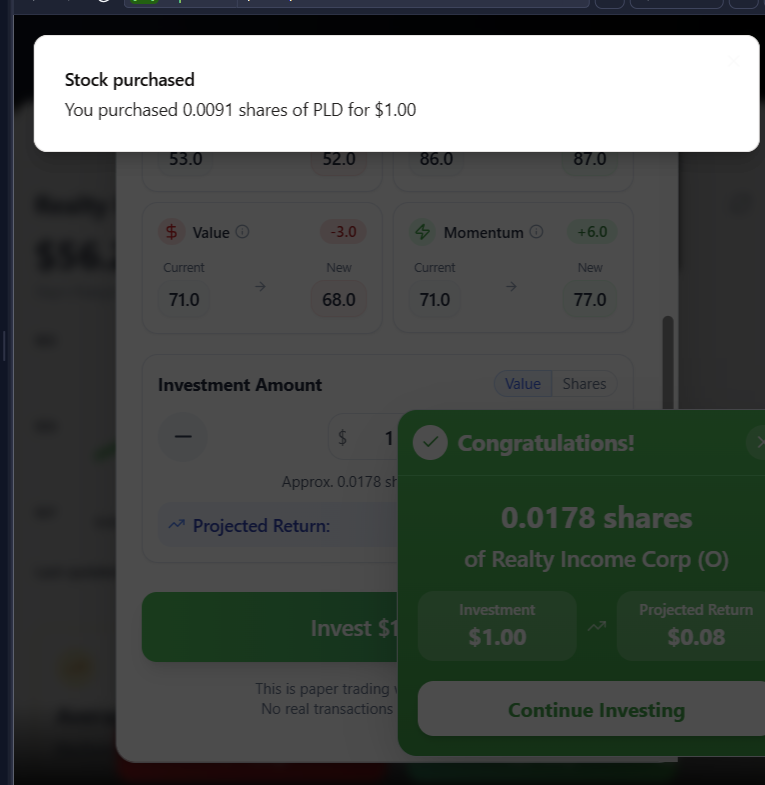 Stock purchased
You purchased 0.0091 shares of PLD for $1.00
53.0
52.0
86.0
87.0
$ Value
-3.0
Momentum
+6.0
Current
New
Current
New
71.0
→
68.0
71.0
→
77.0
Investment Amount
Value
Shares
$
1
Approx. 0.0178 sh
Projected Return:
Invest $1
This is paper trading
No real transactions
Congratulations!
0.0178 shares
of Realty Income Corp (O)
Investment
$1.00
Projected Return
$0.08
Continue Investing
Realty
$56.